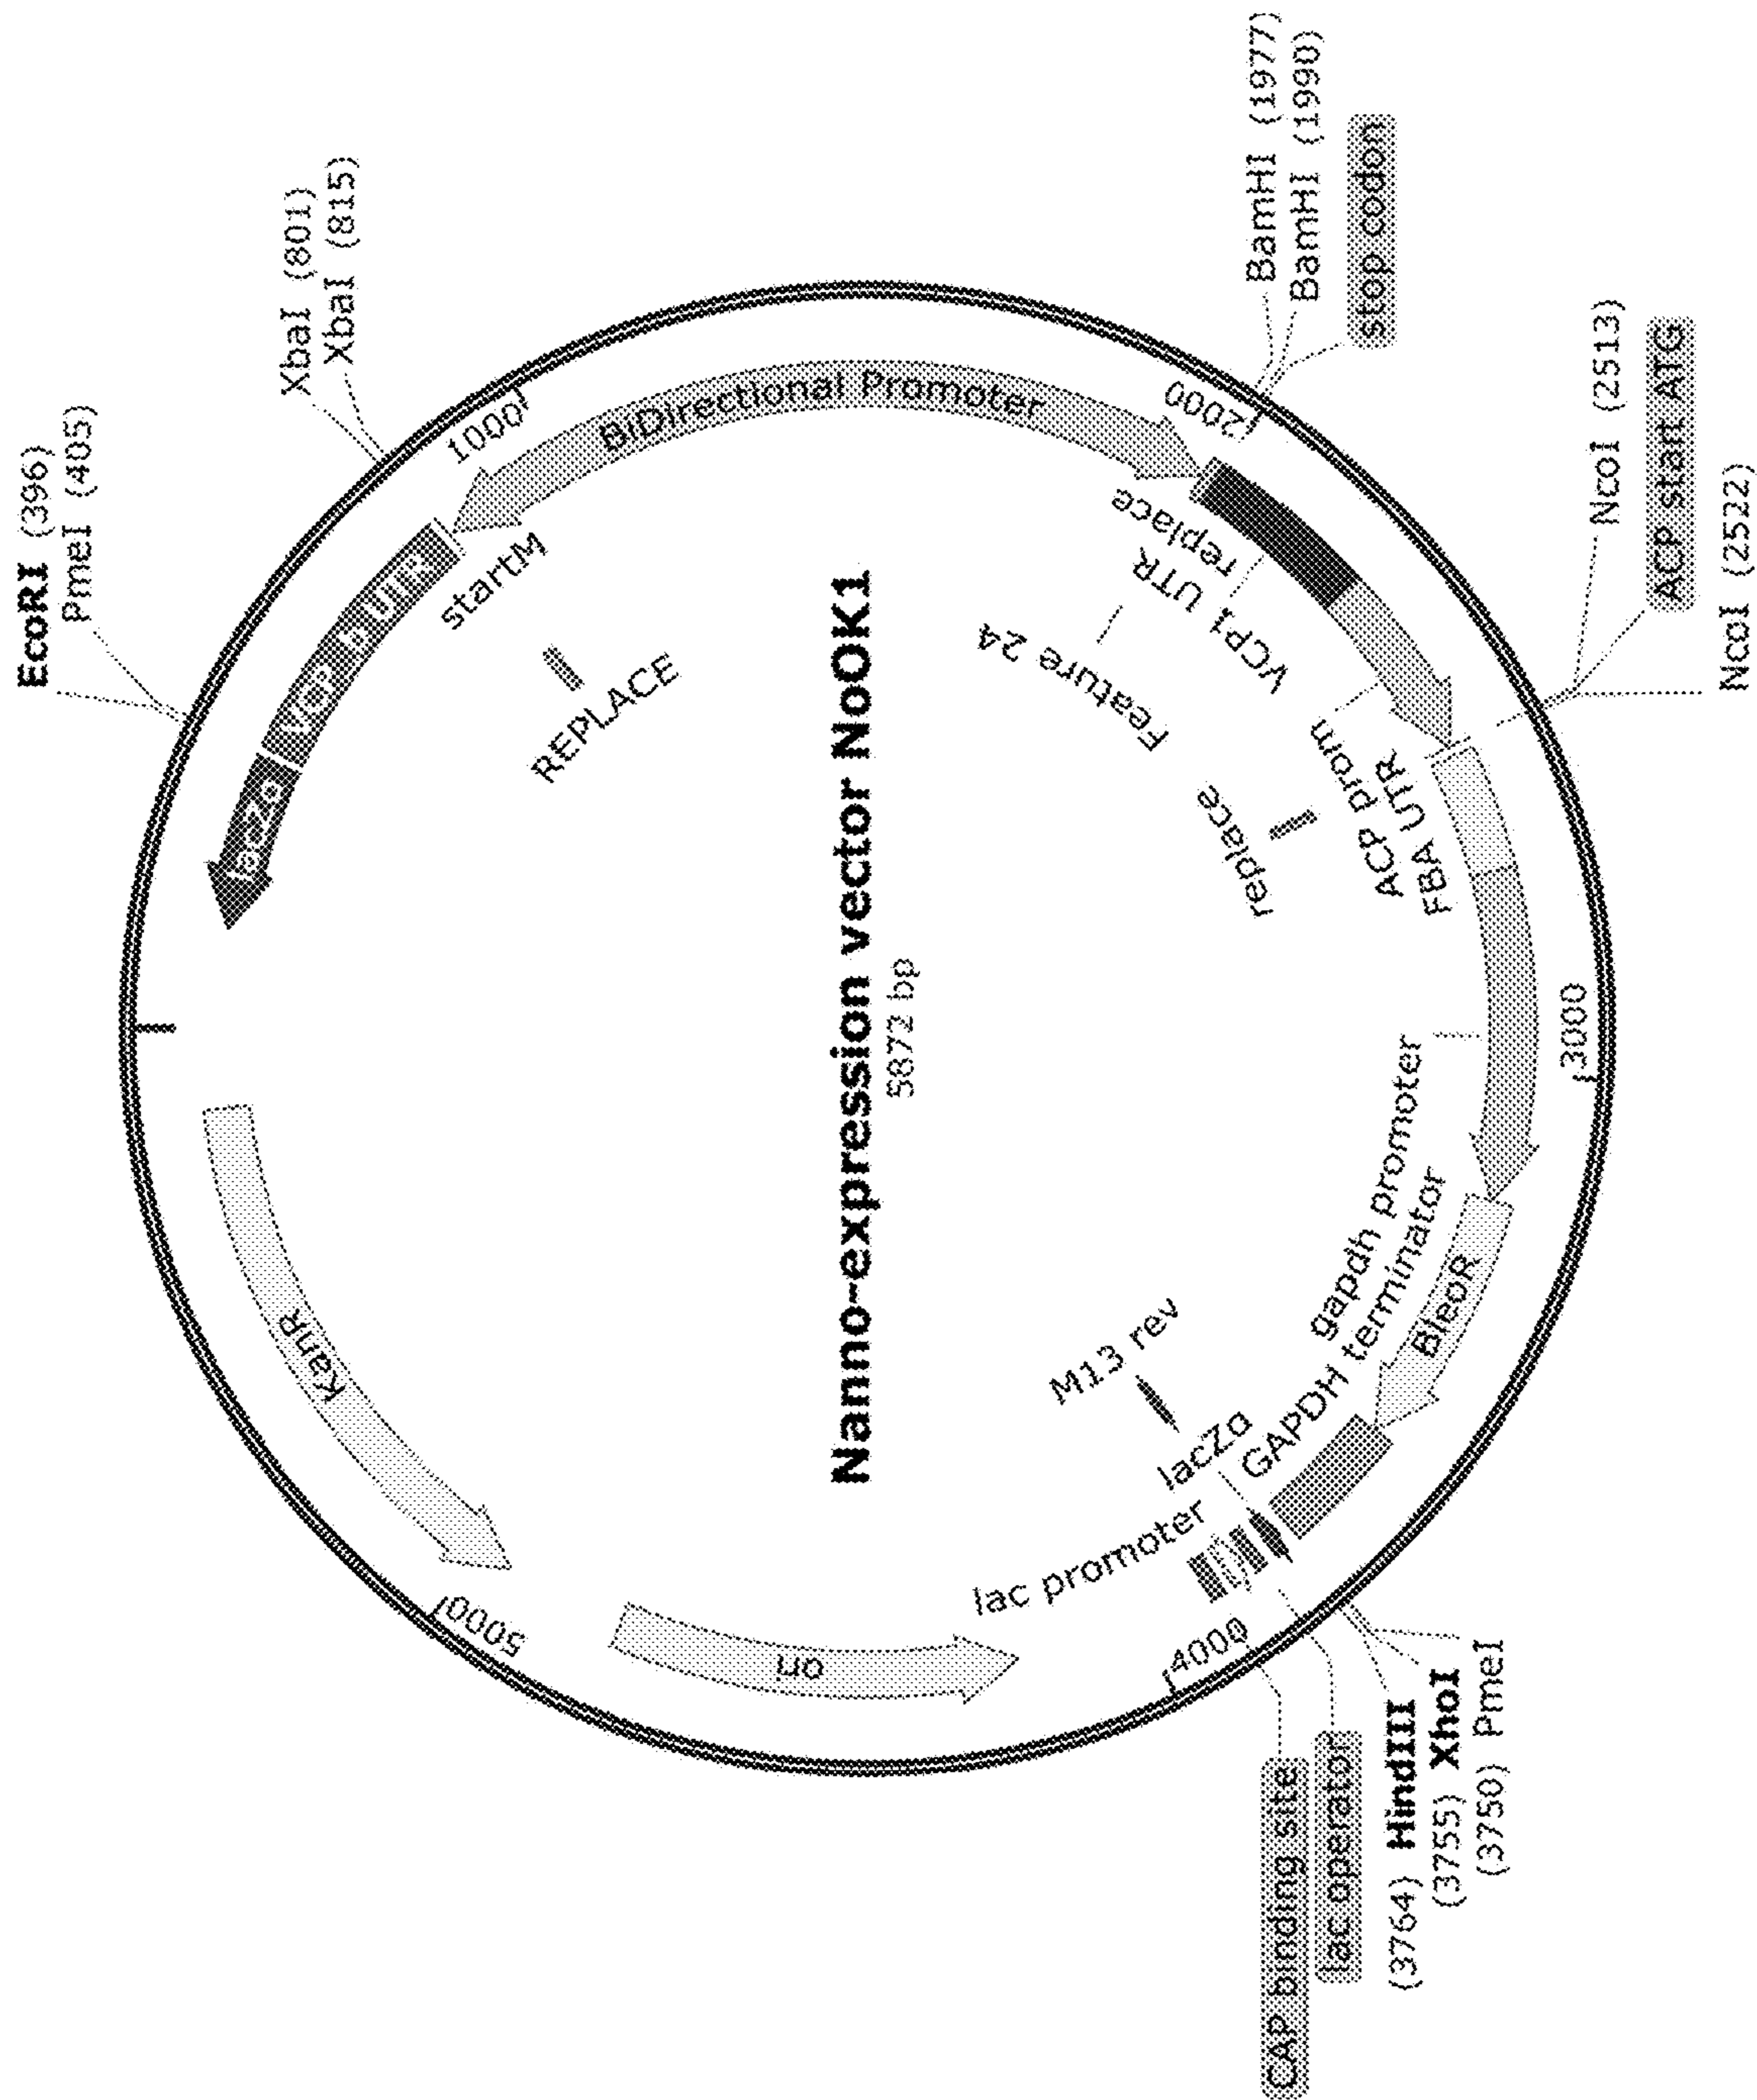 EcoRI (396)
PmeI (405)
XbaI (801)
XbaI (815)
BamHI (1977)
BamHI (1990)
stop codon
NcoI (2513)
ACP start ATG
NcoI (2522)
1000
2000
3000
4000
5000
lacZα
VCP b UTR
startM
REPLACE
BiDirectional Promoter
replace
VCP1 UTR
Feature 24
replace
ACP prom
FBA UTR
gapdh promoter
BleoR
GAPDH terminator
lacZα
M13 rev
lac promoter
ori
KanR
Nanno-expression vector NoOK1
5872 bp
CAP binding site
lac operator
(3764) HindIII
(3755) XhoI
(3750) PmeI